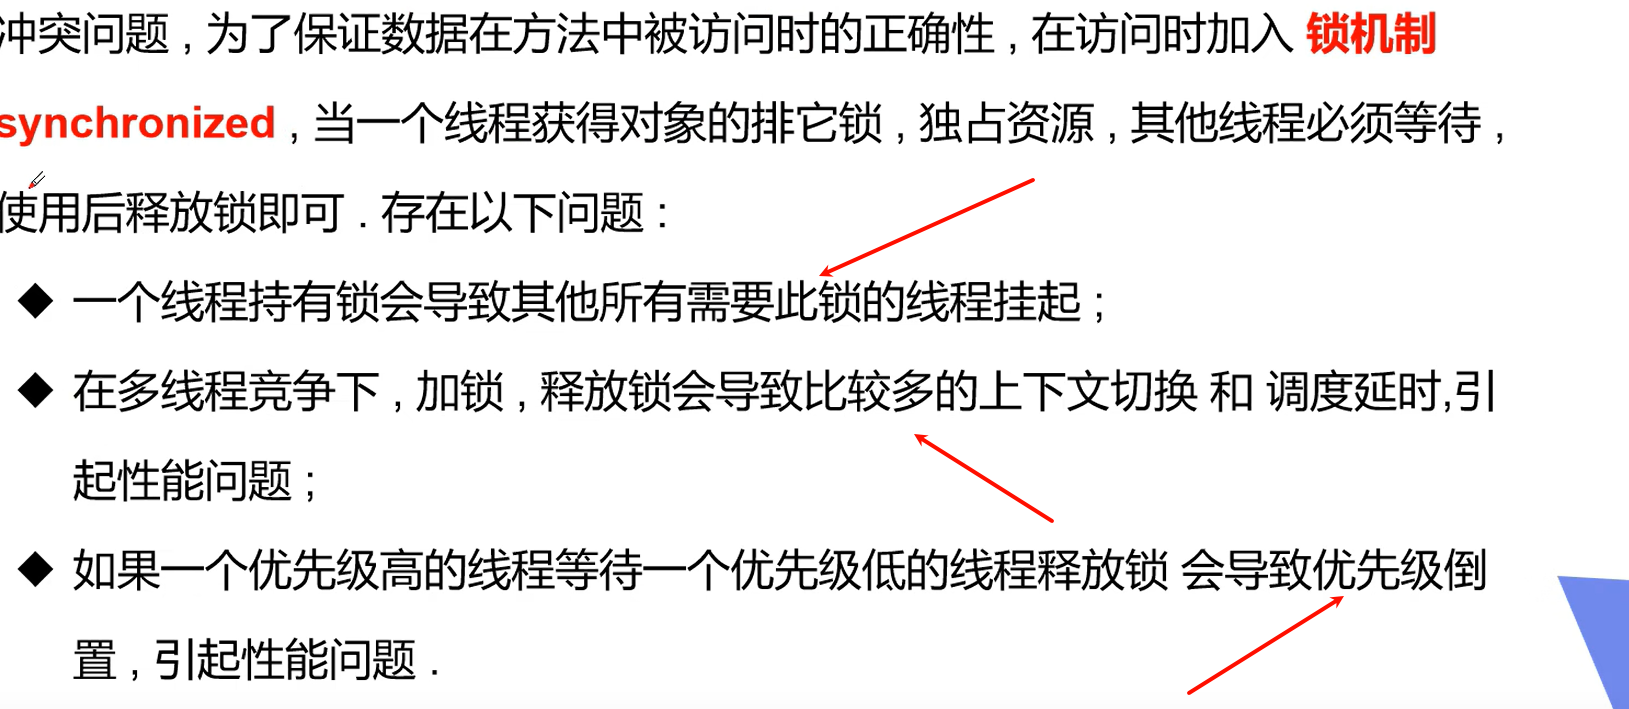 冲突问题 , 为了保证数据在方法中被访问时的正确性 , 在访问时加入 锁机制
synchronized , 当一个线程获得对象的排它锁 , 独占资源 , 其他线程必须等待 ,
使用后释放锁即可 . 存在以下问题 :
◆ 一个线程持有锁会导致其他所有需要此锁的线程挂起 ;
◆ 在多线程竞争下 , 加锁 , 释放锁会导致比较多的上下文切换 和 调度延时,引
起性能问题 ;
◆ 如果一个优先级高的线程等待一个优先级低的线程释放锁 会导致优先级倒
置 , 引起性能问题 .